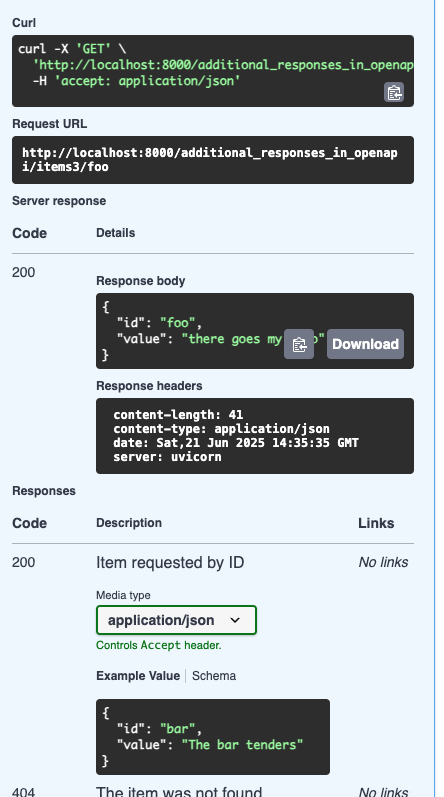 Curl
curl -X 'GET' \
'http://localhost:8000/additional_responses_in_openap
-H 'accept: application/json'
Request URL
http://localhost:8000/additional_responses_in_openap
i/items3/foo
Server response
Code Details
200
Response body
{
"id": "foo",
"value": "there goes my o"
}
Download
Response headers
content-length: 41
content-type: application/json
date: Sat,21 Jun 2025 14:35:35 GMT
server: uvicorn
Responses
Code Description Links
200 Item requested by ID No links
Media type
application/json
Controls Accept header.
Example Value Schema
{
"id": "bar",
"value": "The bar tenders"
}
404 The item was not found No links